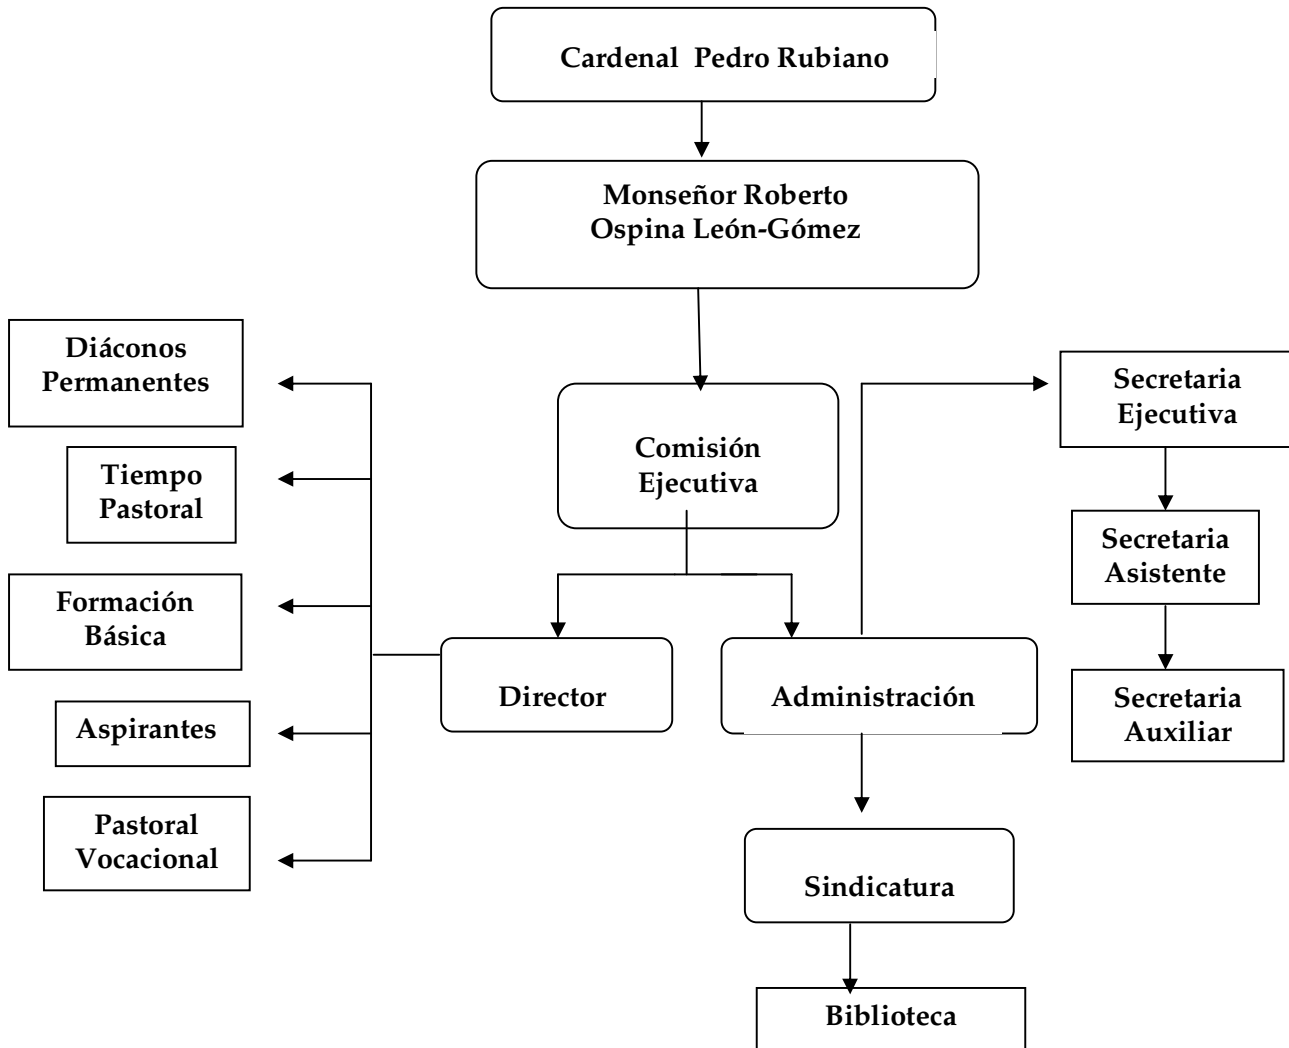 Cardenal Pedro Rubiano
Monseñor Roberto
Ospina León-Gómez
Diáconos
Permanentes
Tiempo
Pastoral
Formación
Básica
Aspirantes
Pastoral
Vocacional
Comisión
Ejecutiva
Director
Administración
Sindicatura
Biblioteca
Secretaria
Ejecutiva
Secretaria
Asistente
Secretaria
Auxiliar